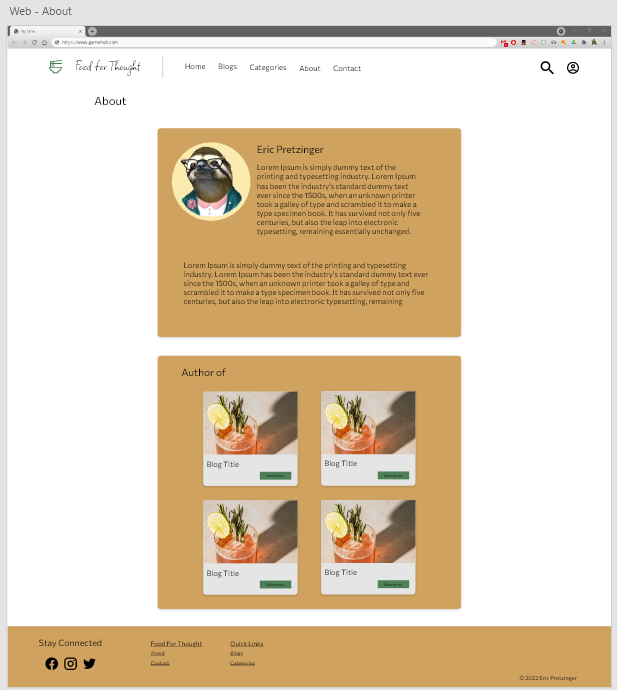 Web - About
https://www.gamehub.com
Food For Thought
Home Blogs Categories About Contact
About
Eric Pretzinger
Lorem Ipsum is simply dummy text of the
printing and typesetting industry. Lorem Ipsum
has been the industry's standard dummy text
ever since the 1500s, when an unknown printer
took a galley of type and scrambled it to make a
type specimen book. It has survived not only five
centuries, but also the leap into electronic
typesetting, remaining essentially unchanged.
Lorem Ipsum is simply dummy text of the printing and typesetting
industry. Lorem Ipsum has been the industry's standard dummy text ever
since the 1500s, when an unknown printer took a galley of type and
scrambled it to make a type specimen book. It has survived not only five
centuries, but also the leap into electronic typesetting, remaining
Author of
Blog Title
Blog Title
Blog Title
Blog Title
Stay Connected
Food For Thought
About
Contact
Quick Links
Blogs
Categories
© 2022 Eric Pretzinger